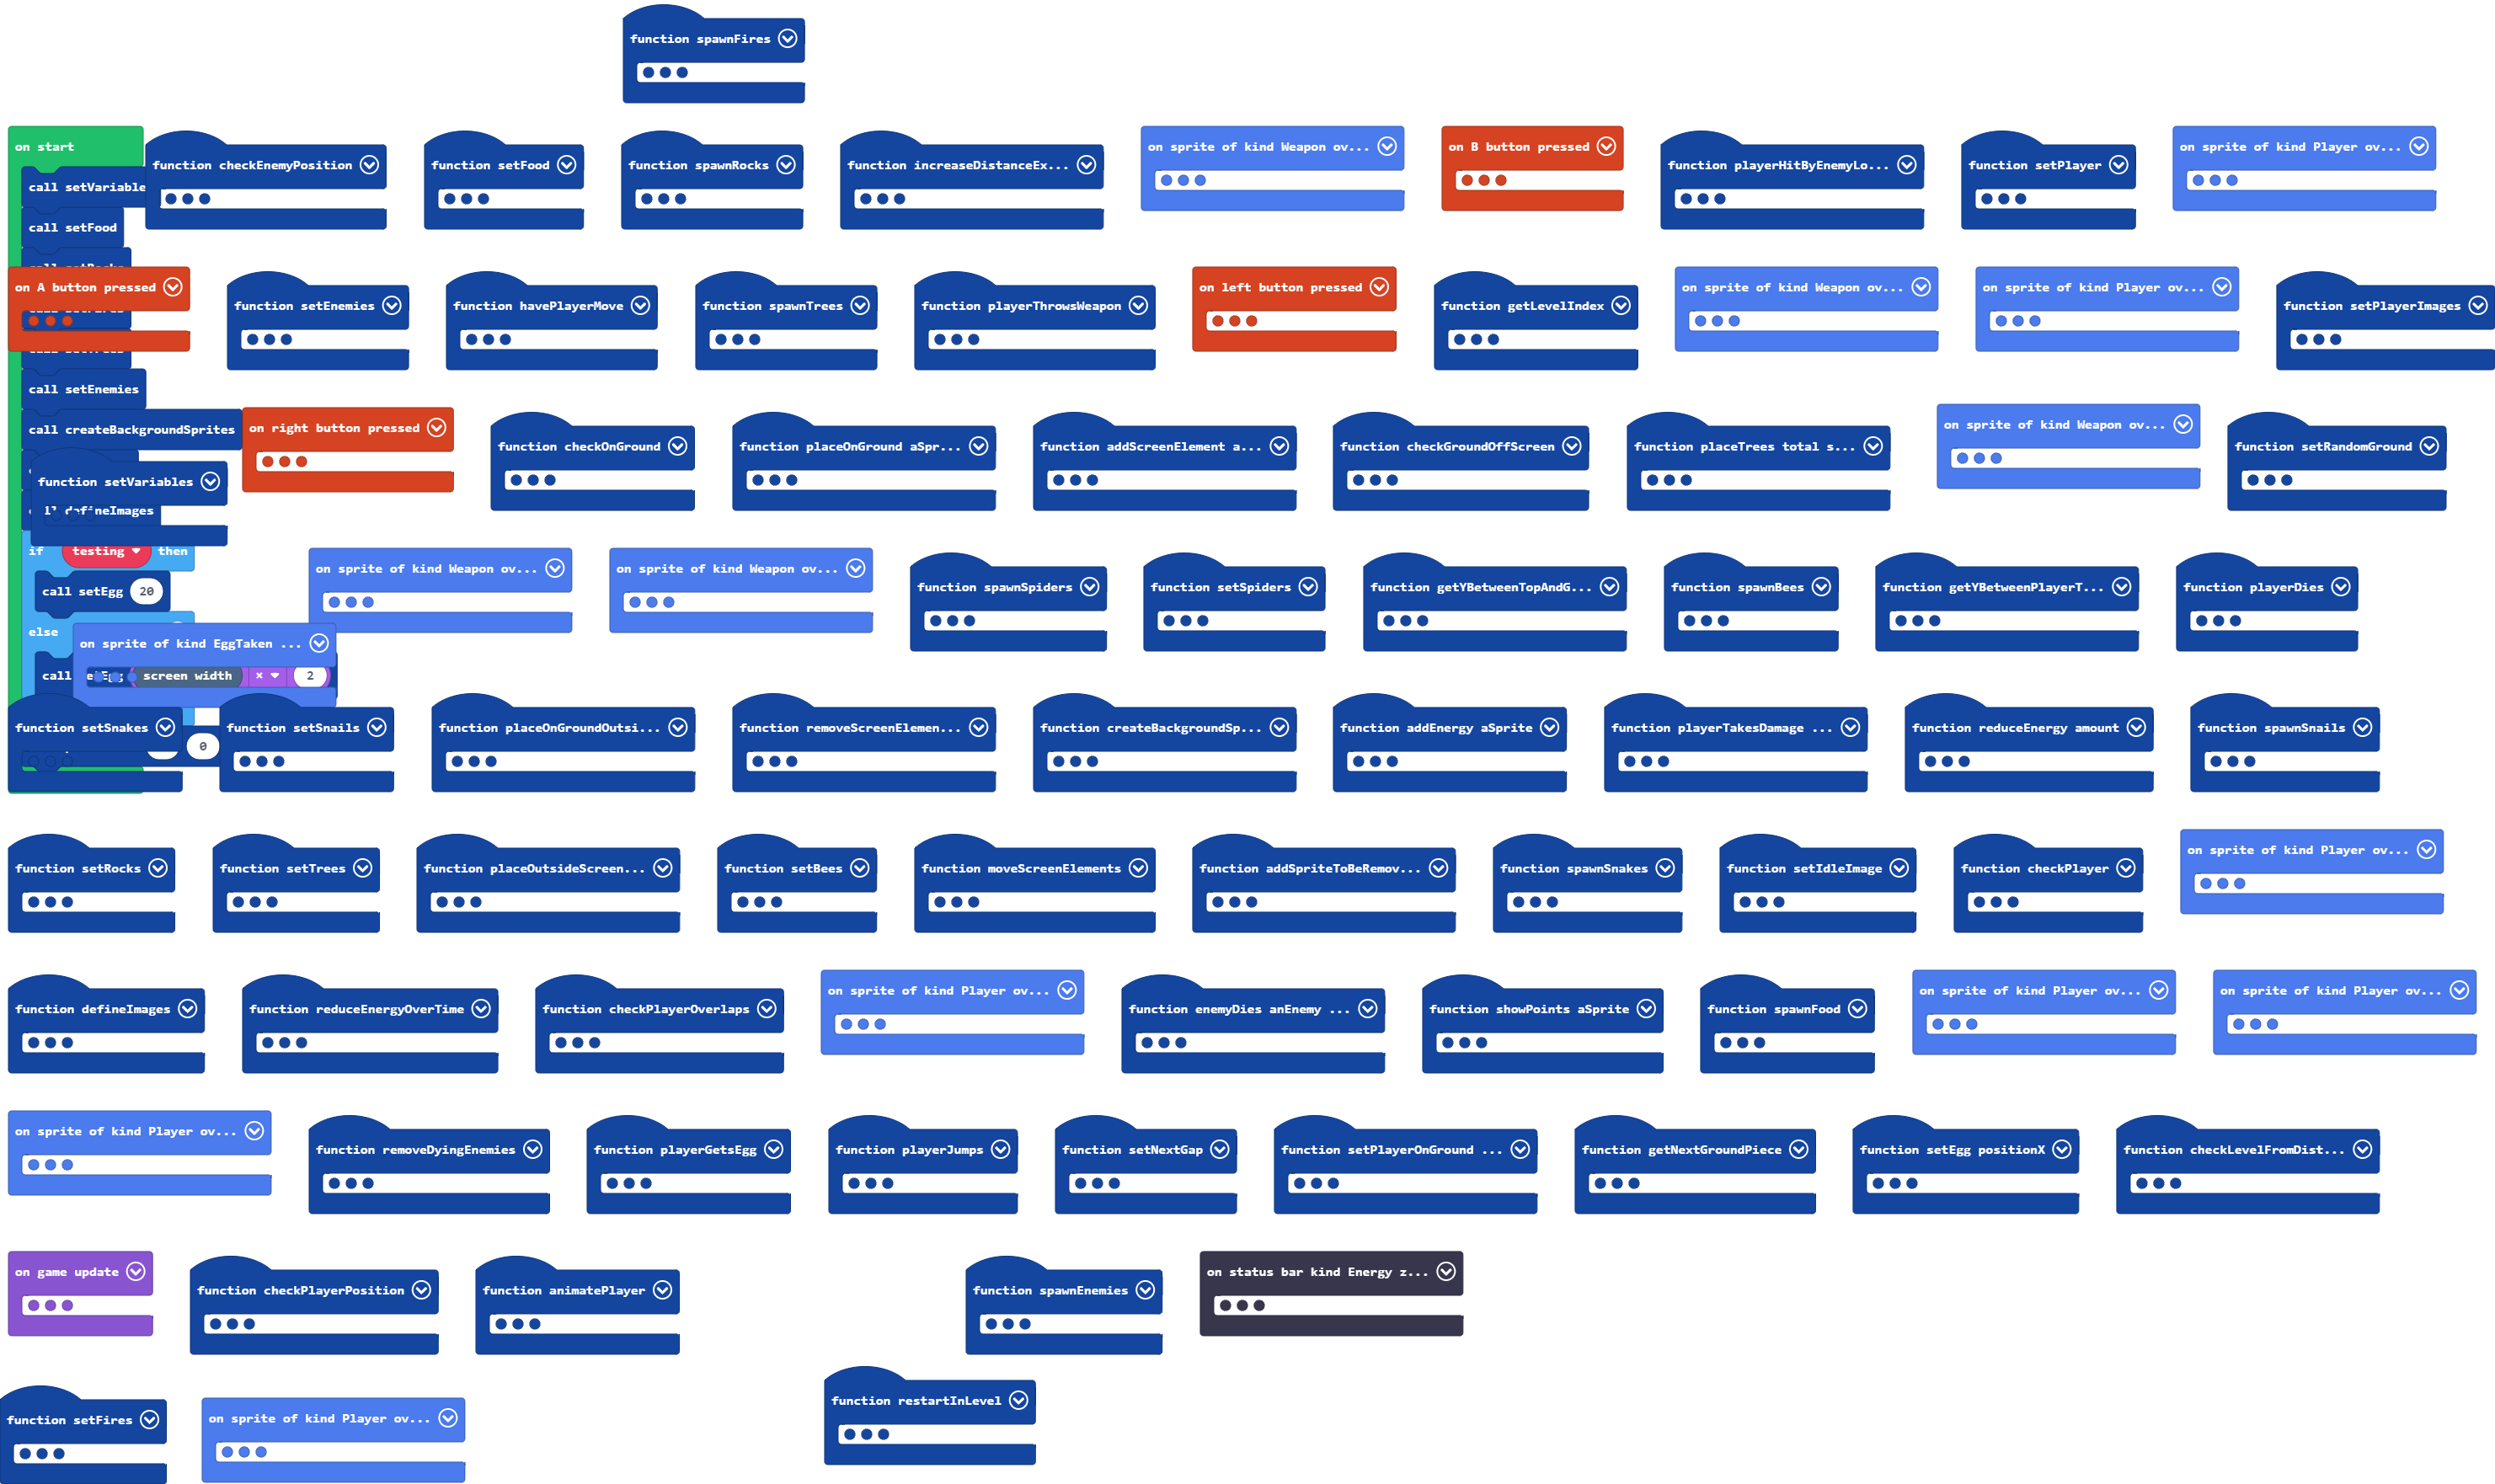 function spawnFires
on start
function checkEnemyPosition
function setFood
function spawnRocks
function increaseDistanceEx...
on sprite of kind Weapon ov...
on B button pressed
function playerHitByEnemyLo...
function setPlayer
on sprite of kind Player ov...
call setVariable
call setFood
on A button pressed
function setEnemies
function havePlayerMove
function spawnTrees
function playerThrowsWeapon
on left button pressed
function getLevelIndex
on sprite of kind Weapon ov...
on sprite of kind Player ov...
function setPlayerImages
call setEnemies
call createBackgroundSprites
on right button pressed
function checkOnGround
function placeOnGround aSpr...
function addScreenElement a...
function checkGroundOffScreen
function placeTrees total s...
on sprite of kind Weapon ov...
function setRandomGround
function setVariables
defineImages
if testing then
call setEgg 20
on sprite of kind Weapon ov...
on sprite of kind Weapon ov...
function spawnSpiders
function setSpiders
function getYBetweenTopAndG...
function spawnBees
function getYBetweenPlayerT...
function playerDies
else
on sprite of kind EggTaken ...
call
screen width × 2
function setSnakes
0
function setSnails
function placeOnGroundOutsi...
function removeScreenElemen...
function createBackgroundSp...
function addEnergy aSprite
function playerTakesDamage ...
function reduceEnergy amount
function spawnSnails
function setRocks
function setTrees
function placeOutsideScreen...
function setBees
function moveScreenElements
function addSpriteToBeRemov...
function spawnSnakes
function setIdleImage
function checkPlayer
on sprite of kind Player ov...
function defineImages
function reduceEnergyOverTime
function checkPlayerOverlaps
on sprite of kind Player ov...
function enemyDies anEnemy ...
function showPoints aSprite
function spawnFood
on sprite of kind Player ov...
on sprite of kind Player ov...
on sprite of kind Player ov...
function removeDyingEnemies
function playerGetsEgg
function playerJumps
function setNextGap
function setPlayerOnGround ...
function getNextGroundPiece
function setEgg positionX
function checkLevelFromDist...
on game update
function checkPlayerPosition
function animatePlayer
function spawnEnemies
on status bar kind Energy z...
function setFires
on sprite of kind Player ov...
function restartInLevel